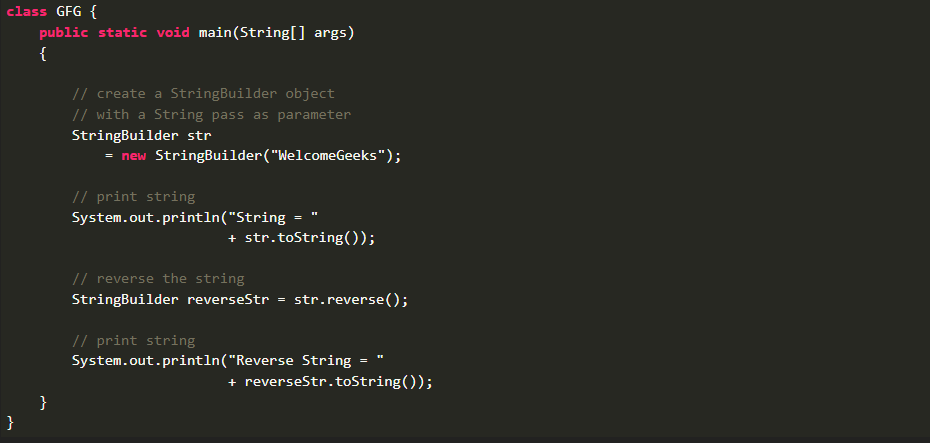 class GFG {
    public static void main(String[] args)
    {

        // create a StringBuilder object
        // with a String pass as parameter
        StringBuilder str
            = new StringBuilder("WelcomeGeeks");

        // print string
        System.out.println("String = "
                           + str.toString());

        // reverse the string
        StringBuilder reverseStr = str.reverse();

        // print string
        System.out.println("Reverse String = "
                           + reverseStr.toString());
    }
}